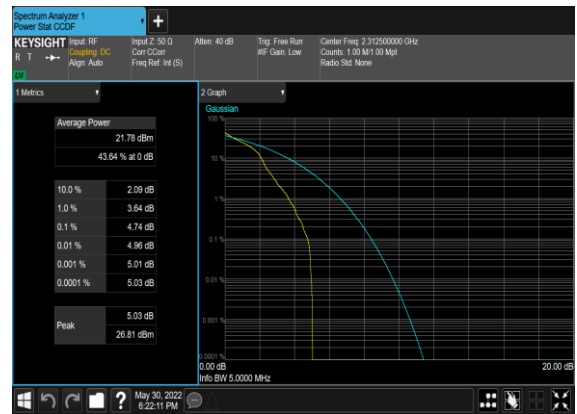 Spectrum Analyzer 1
Power Stat CCDF
+
KEYSIGHT
R T
LXI
Input: RF
Coupling: DC
Align: Auto
Input Z: 50 Ω
Corr CCorr
Freq Ref: Int (S)
Atten: 40 dB
Trig: Free Run
#IF Gain: Low
Center Freq: 2.312500000 GHz
Counts: 1.00 M/1.00 Mpt
Radio Std: None
1 Metrics
Average Power
21.78 dBm
43.64 % at 0 dB
10.0 % 2.09 dB
1.0 % 3.64 dB
0.1 % 4.74 dB
0.01 % 4.96 dB
0.001 % 5.01 dB
0.0001 % 5.03 dB
Peak
5.03 dB
26.81 dBm
2 Graph
Gaussian
100 %
10 %
1 %
0.1 %
0.01 %
0.001 %
0.0001 %
0.00 dB 20.00 dB
Info BW 5.0000 MHz
?
May 30, 2022
6:22:11 PM